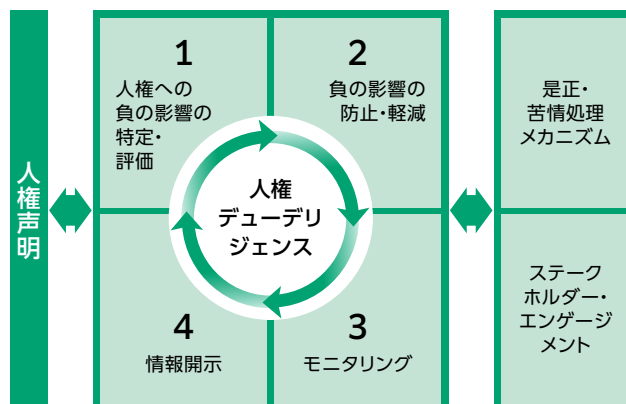 人権声明
1
人権への
負の影響の
特定・
評価
2
負の影響の
防止・軽減
人権
デューデリ
ジェンス
4
情報開示
3
モニタリング
是正・
苦情処理
メカニズム
ステーク
ホルダー・
エンゲージ
メント